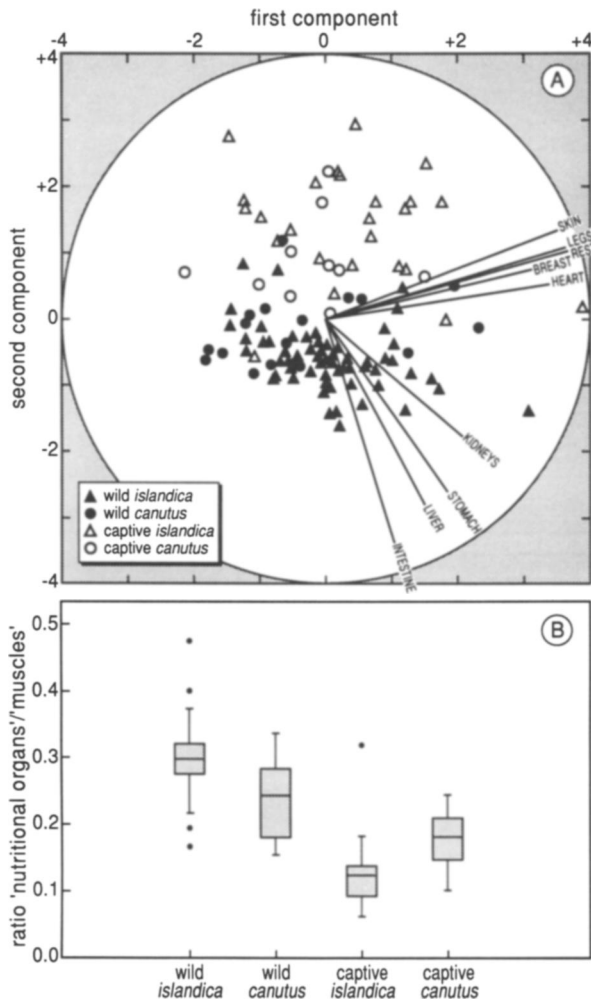 first component
-4 -2 0 +2 +4
A
second component
+4
+2
0
-2
-4
SKIN
LEGS
REST
BREAST
HEART
KIDNEYS
STOMACH
LIVER
INTESTINE
wild islandica
wild canutus
captive islandica
captive canutus
B
ratio 'nutritional organs'/'muscles'
0.5
0.4
0.3
0.2
0.1
0.0
wild islandica
wild canutus
captive islandica
captive canutus